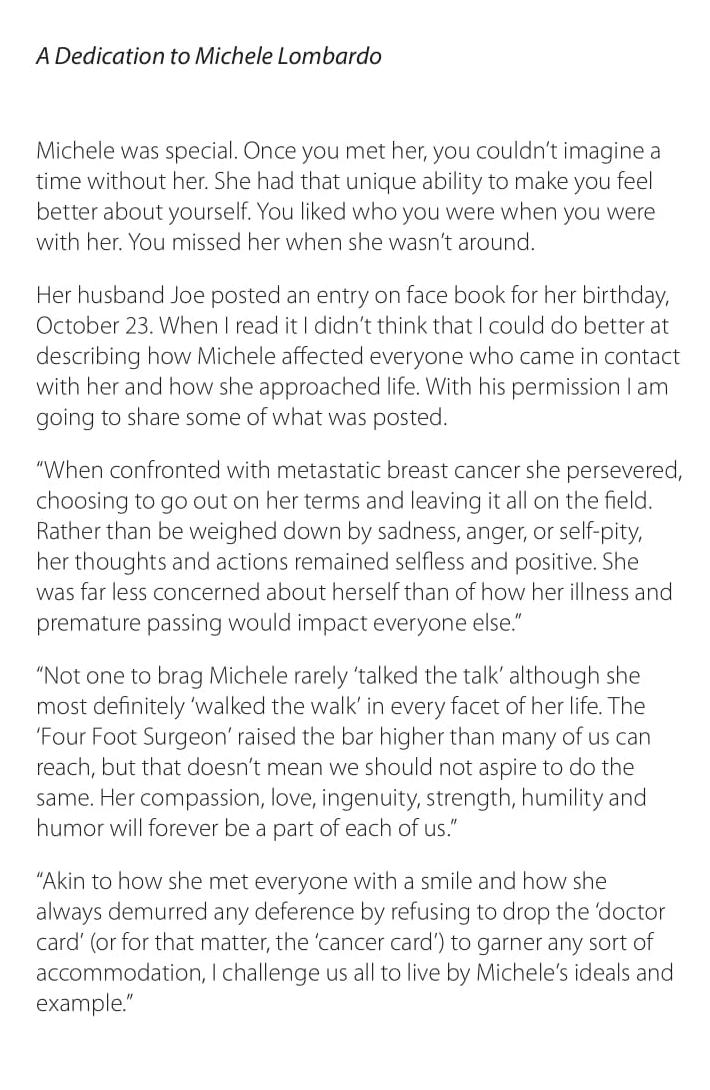 A Dedication to Michele Lombardo
Michele was special. Once you met her, you couldn’t imagine a
time without her. She had that unique ability to make you feel
better about yourself. You liked who you were when you were
with her. You missed her when she wasn’t around.
Her husband Joe posted an entry on face book for her birthday,
October 23. When I read it I didn’t think that I could do better at
describing how Michele affected everyone who came in contact
with her and how she approached life. With his permission I am
going to share some of what was posted.
“When confronted with metastatic breast cancer she persevered,
choosing to go out on her terms and leaving it all on the field.
Rather than be weighed down by sadness, anger, or self-pity,
her thoughts and actions remained selfless and positive. She
was far less concerned about herself than of how her illness and
premature passing would impact everyone else.”
“Not one to brag Michele rarely ‘talked the talk’ although she
most definitely ‘walked the walk’ in every facet of her life. The
‘Four Foot Surgeon’ raised the bar higher than many of us can
reach, but that doesn’t mean we should not aspire to do the
same. Her compassion, love, ingenuity, strength, humility and
humor will forever be a part of each of us.”
“Akin to how she met everyone with a smile and how she
always demurred any deference by refusing to drop the ‘doctor
card’ (or for that matter, the ‘cancer card’) to garner any sort of
accommodation, I challenge us all to live by Michele’s ideals and
example.”